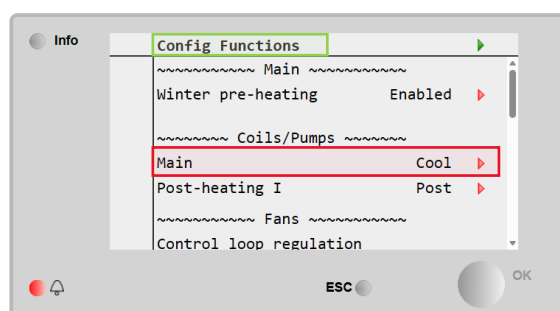 Info
Config Functions
~~~~~~~~~~~ Main ~~~~~~~~~~~
Winter pre-heating Enabled
~~~~~~~~ Coils/Pumps ~~~~~~~
Main Cool
Post-heating I Post
~~~~~~~~~~~ Fans ~~~~~~~~~~~
Control loop regulation
ESC
OK